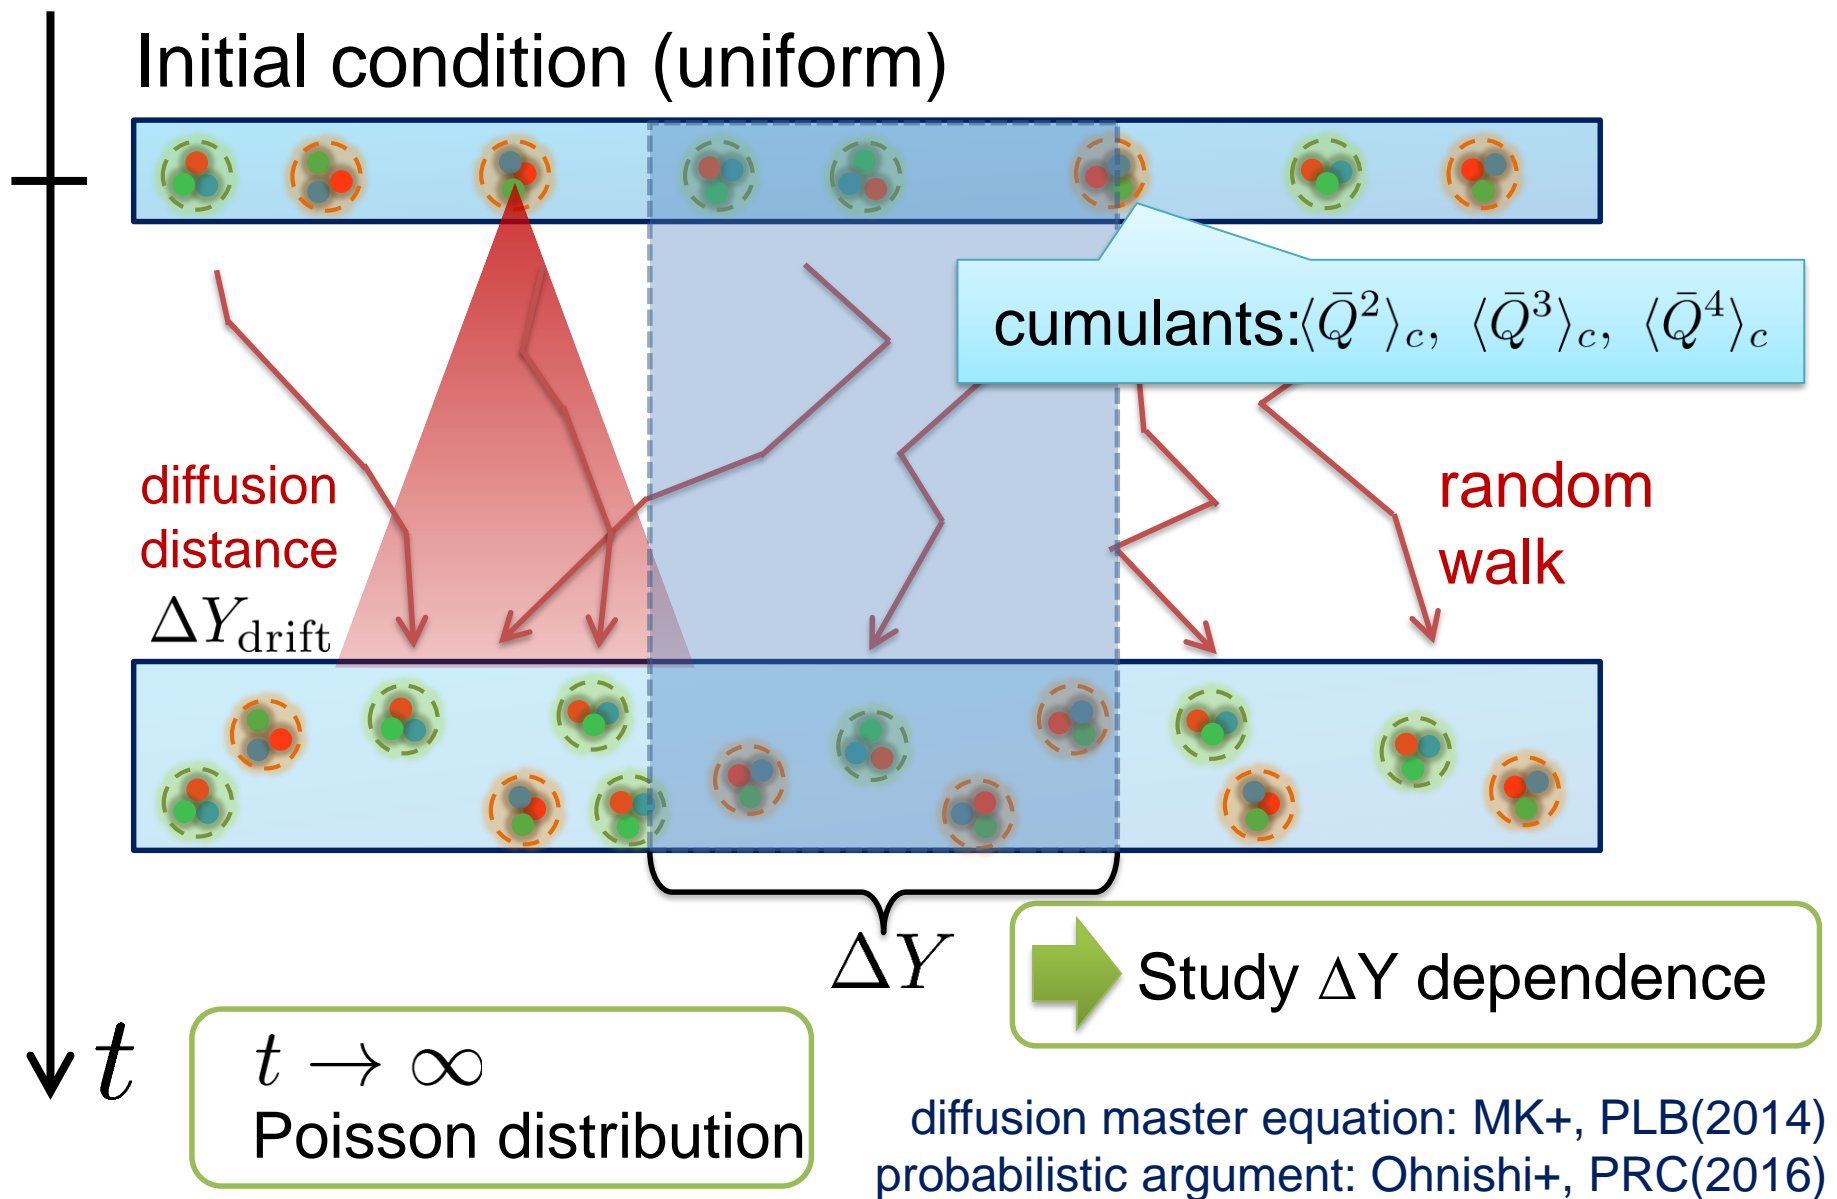 Initial condition (uniform)
cumulants: ⟨Q̄²⟩c, ⟨Q̄³⟩c, ⟨Q̄⁴⟩c
diffusion
distance
ΔY_drift
random
walk
ΔY
Study ΔY dependence
t
t → ∞
Poisson distribution
diffusion master equation: MK+, PLB(2014)
probabilistic argument: Ohnishi+, PRC(2016)